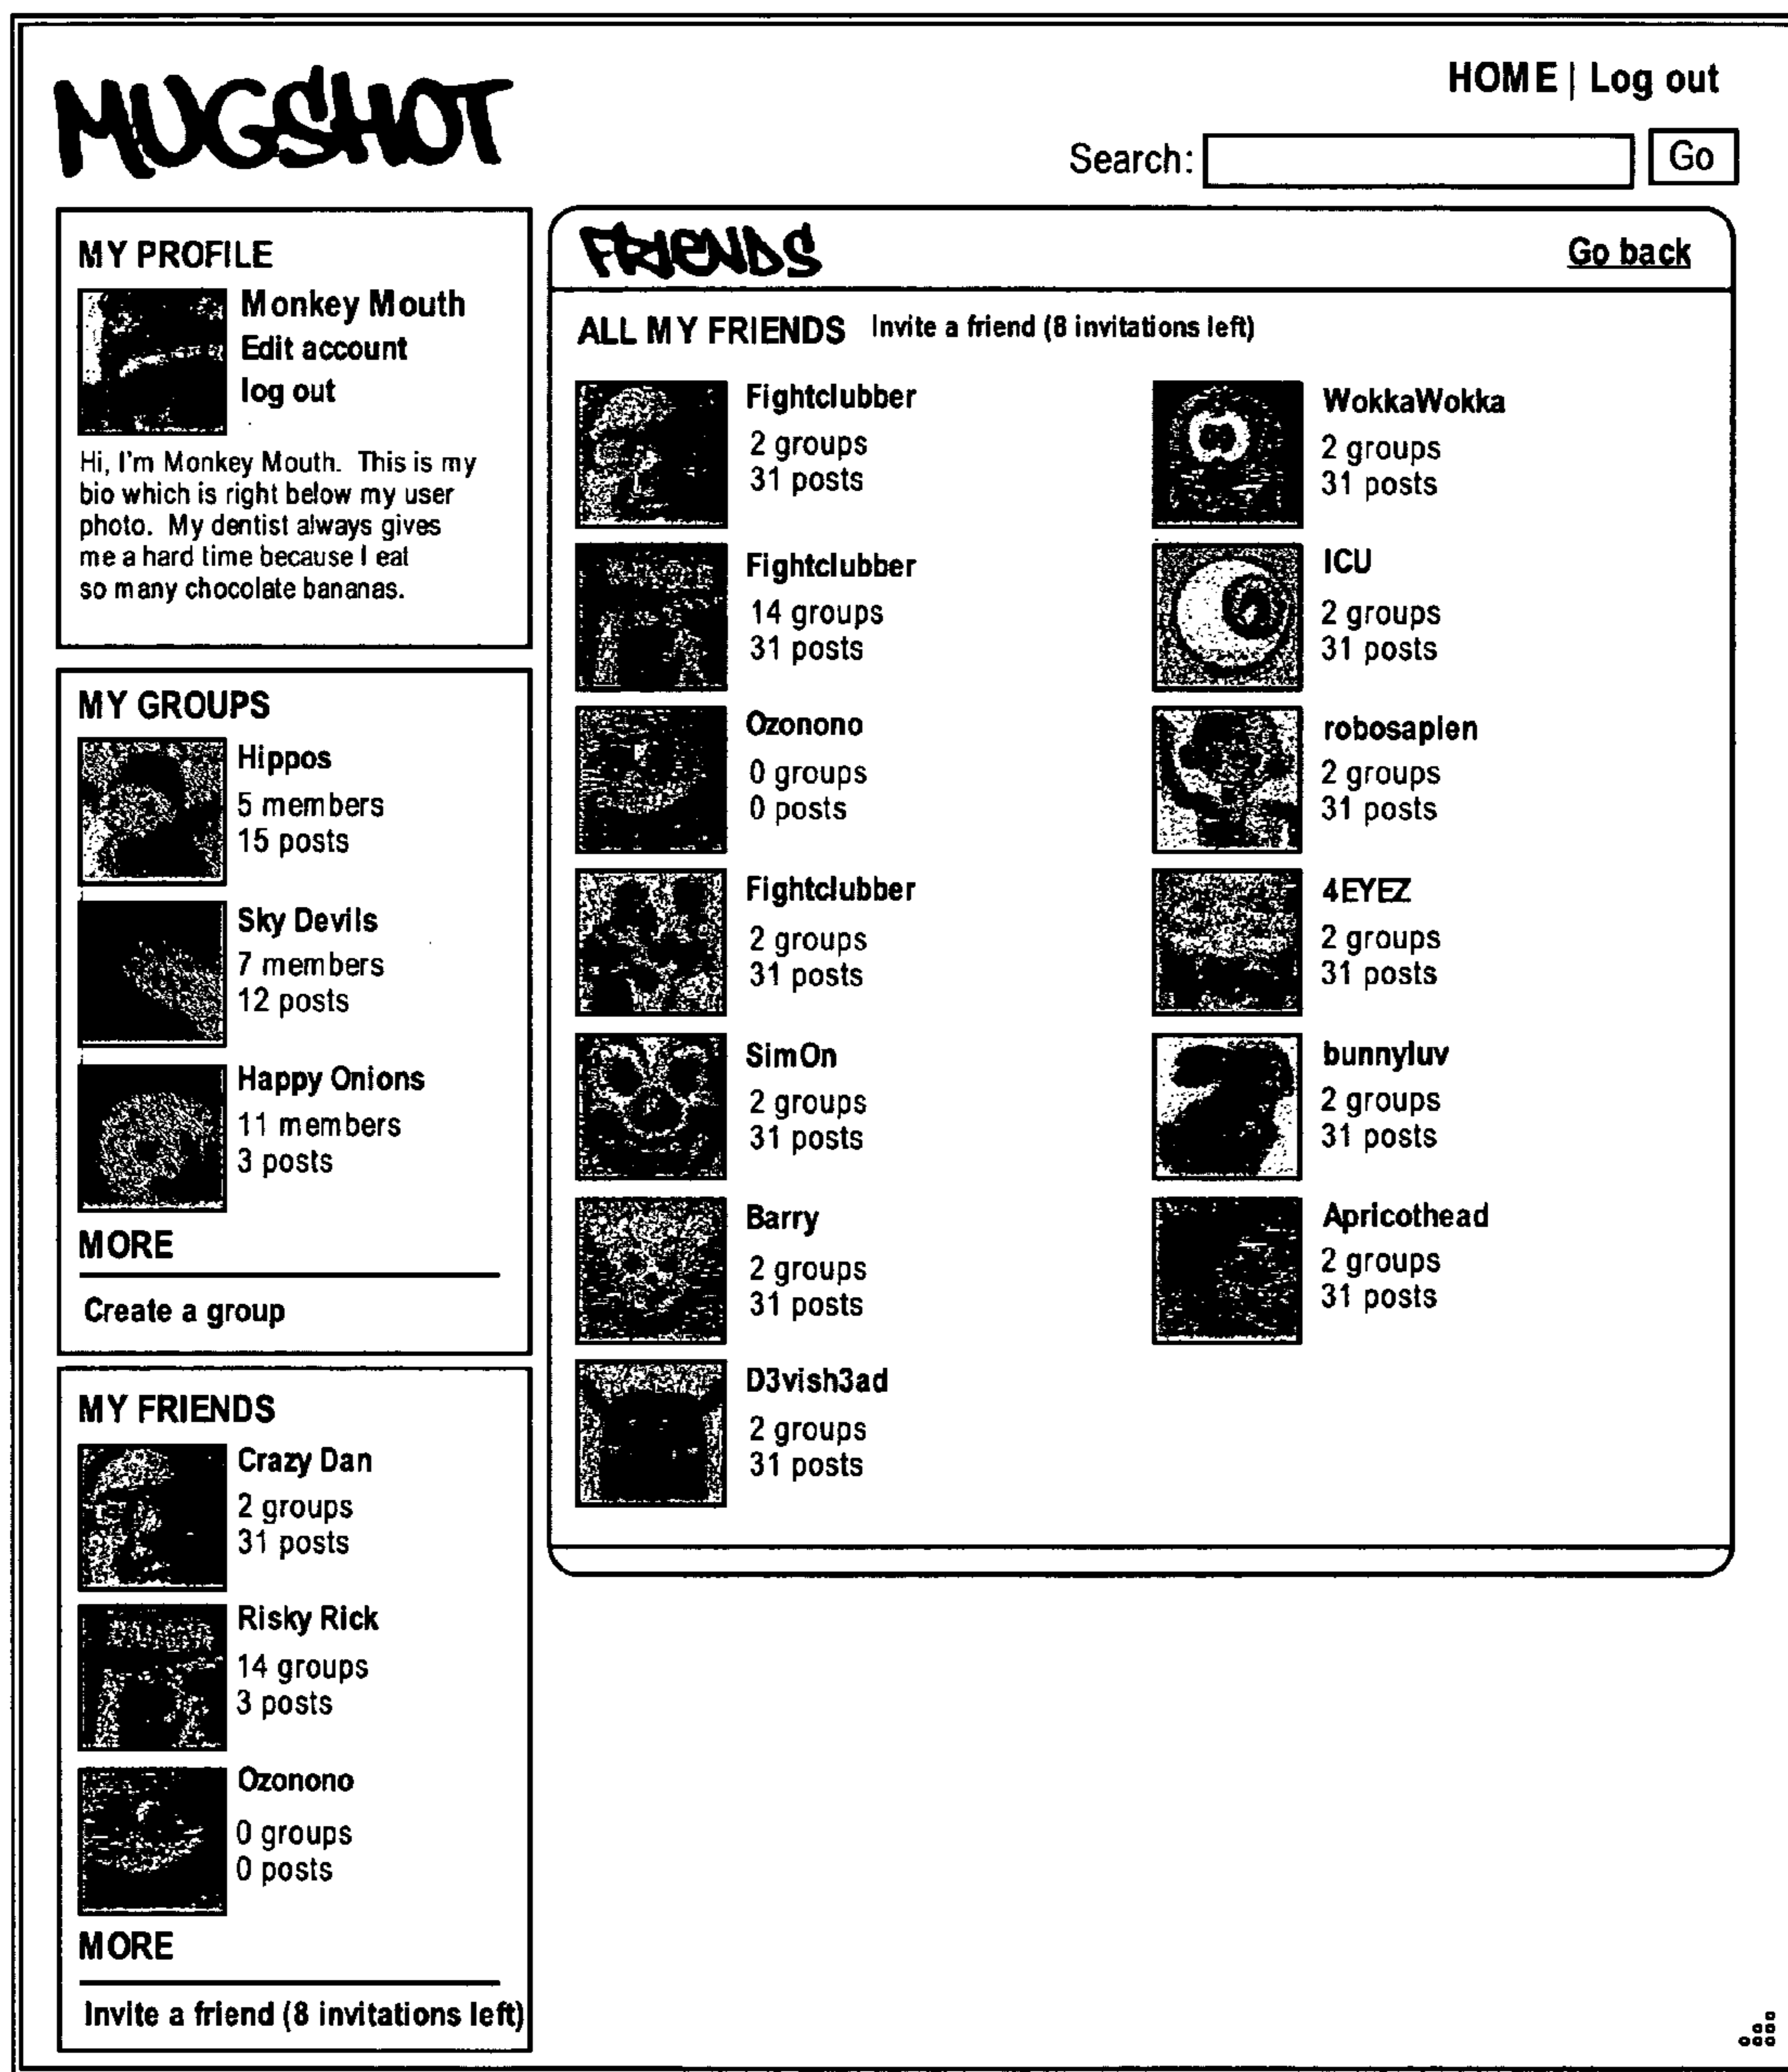 MUGSHOT
HOME | Log out
Search:
Go
MY PROFILE
Monkey Mouth
Edit account
log out
Hi, I'm Monkey Mouth. This is my
bio which is right below my user
photo. My dentist always gives
me a hard time because I eat
so many chocolate bananas.
MY GROUPS
Hippos
5 members
15 posts
Sky Devils
7 members
12 posts
Happy Onions
11 members
3 posts
MORE
Create a group
MY FRIENDS
Crazy Dan
2 groups
31 posts
Risky Rick
14 groups
3 posts
Ozonono
0 groups
0 posts
MORE
Invite a friend (8 invitations left)
FRIENDS
Go back
ALL MY FRIENDS Invite a friend (8 invitations left)
Fightclubber
2 groups
31 posts
Fightclubber
14 groups
31 posts
Ozonono
0 groups
0 posts
Fightclubber
2 groups
31 posts
SimOn
2 groups
31 posts
Barry
2 groups
31 posts
D3vish3ad
2 groups
31 posts
WokkaWokka
2 groups
31 posts
ICU
2 groups
31 posts
robosapien
2 groups
31 posts
4EYEZ
2 groups
31 posts
bunnyluv
2 groups
31 posts
Apricothead
2 groups
31 posts